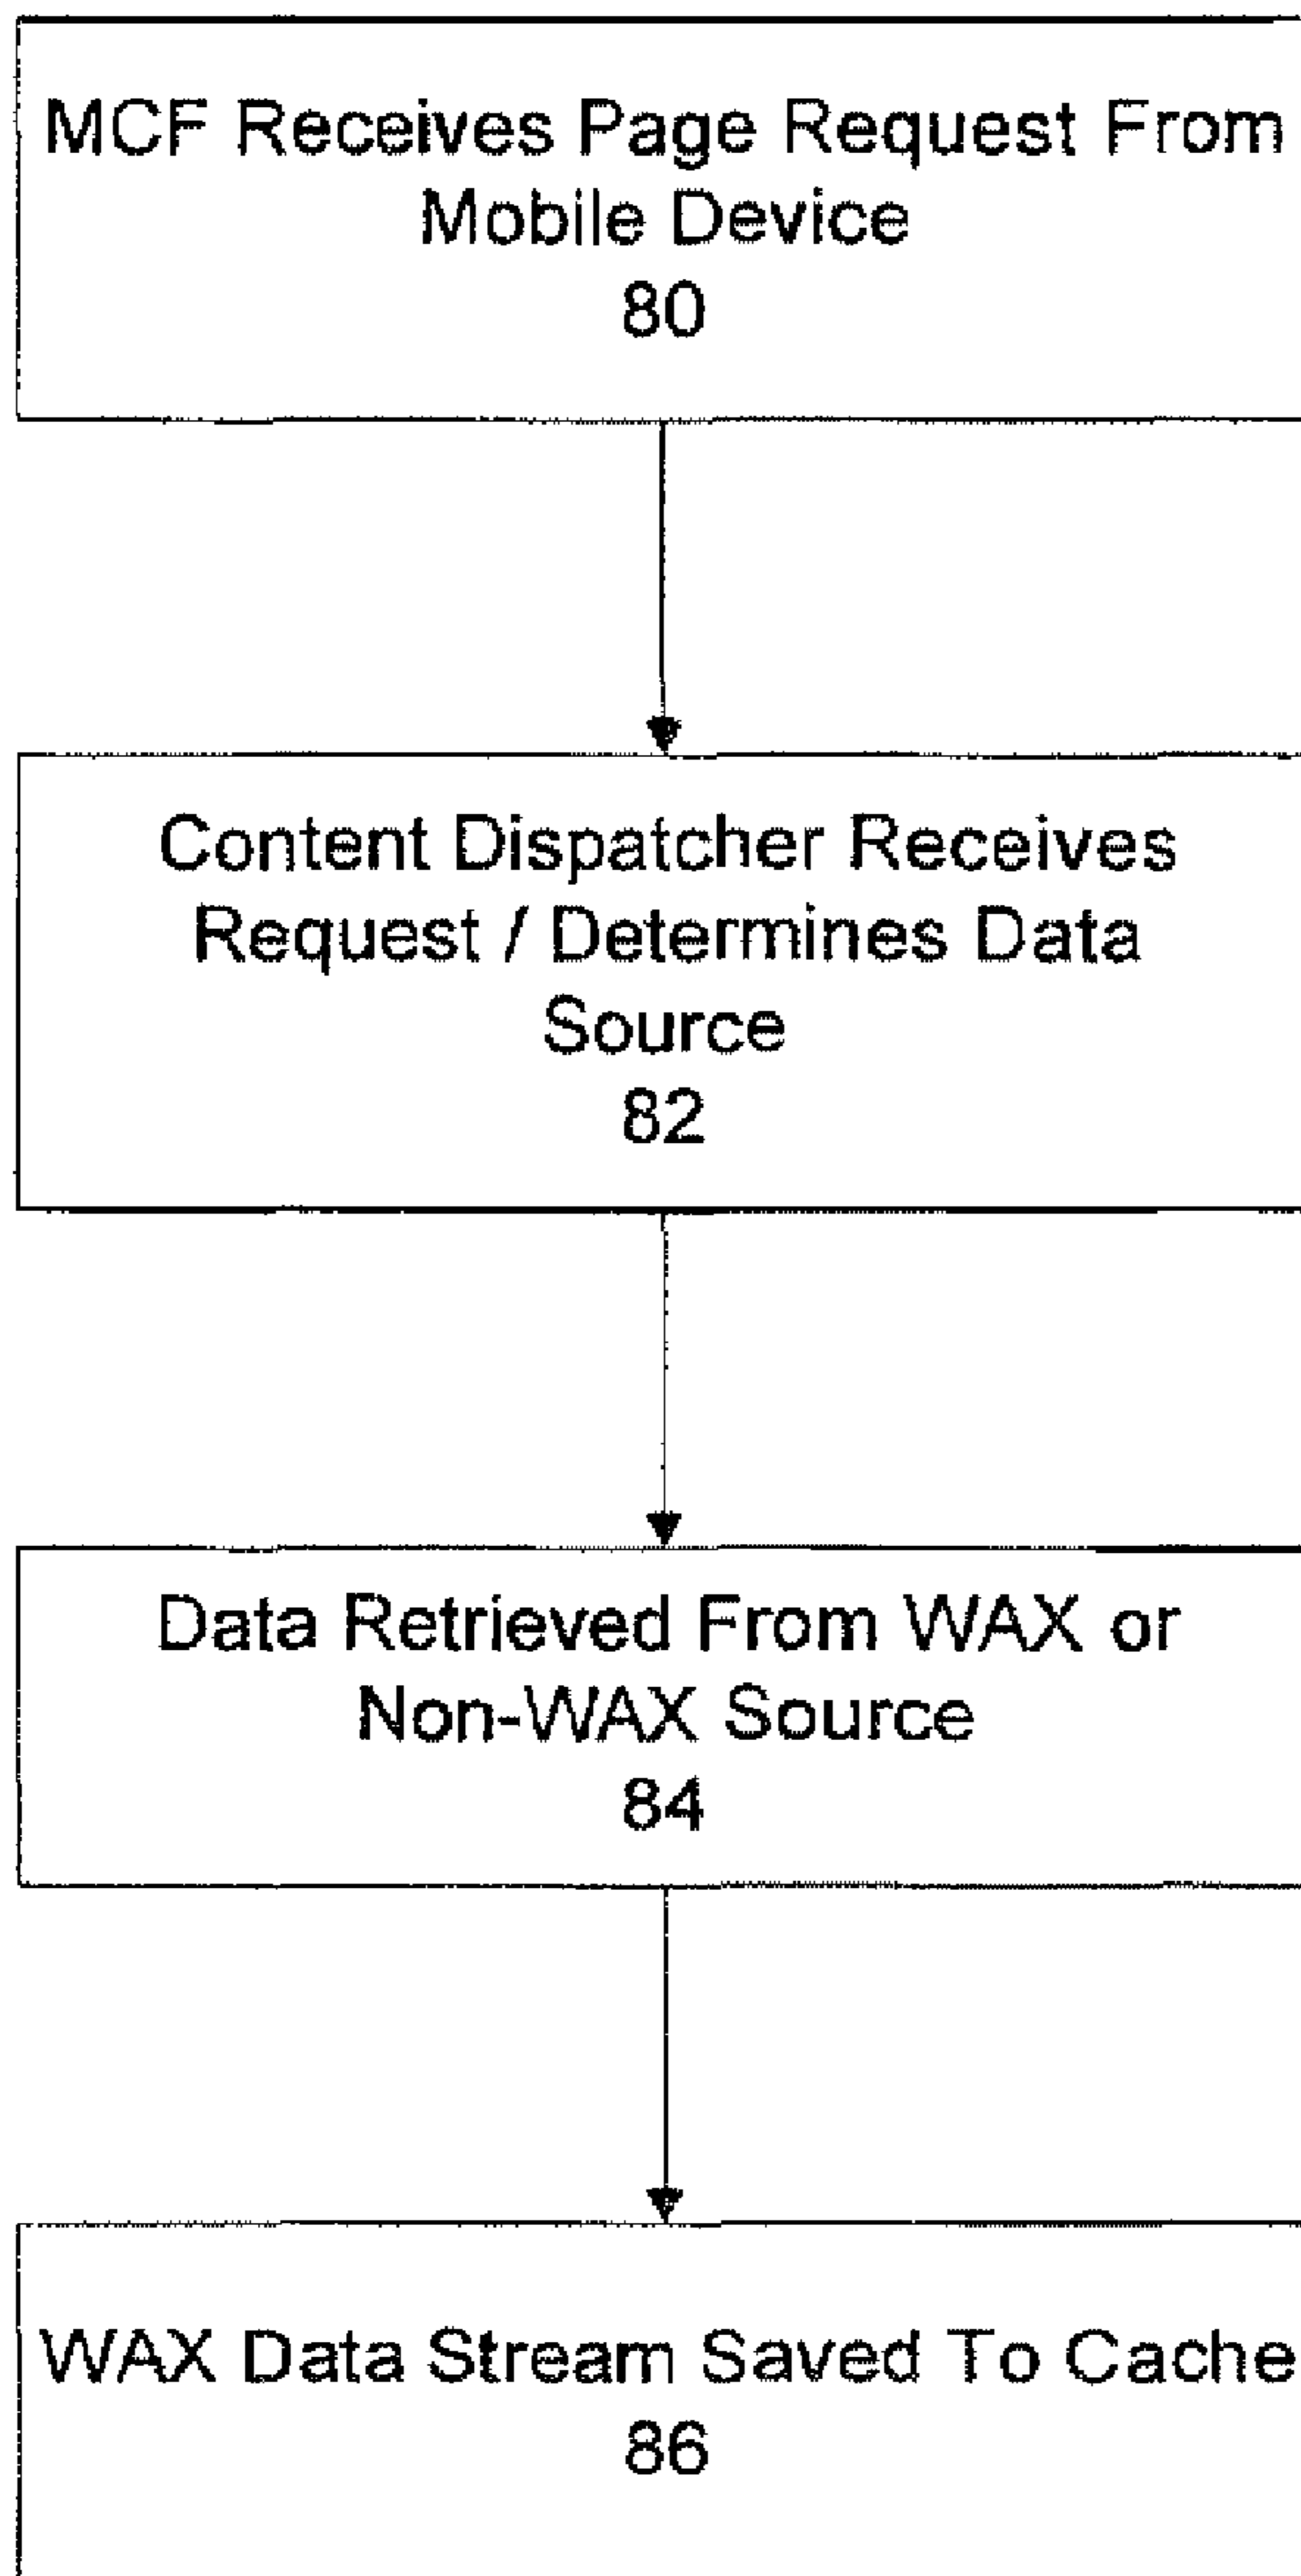 MCF Receives Page Request From
Mobile Device
80
Content Dispatcher Receives
Request / Determines Data
Source
82
Data Retrieved From WAX or
Non-WAX Source
84
WAX Data Stream Saved To Cache
86